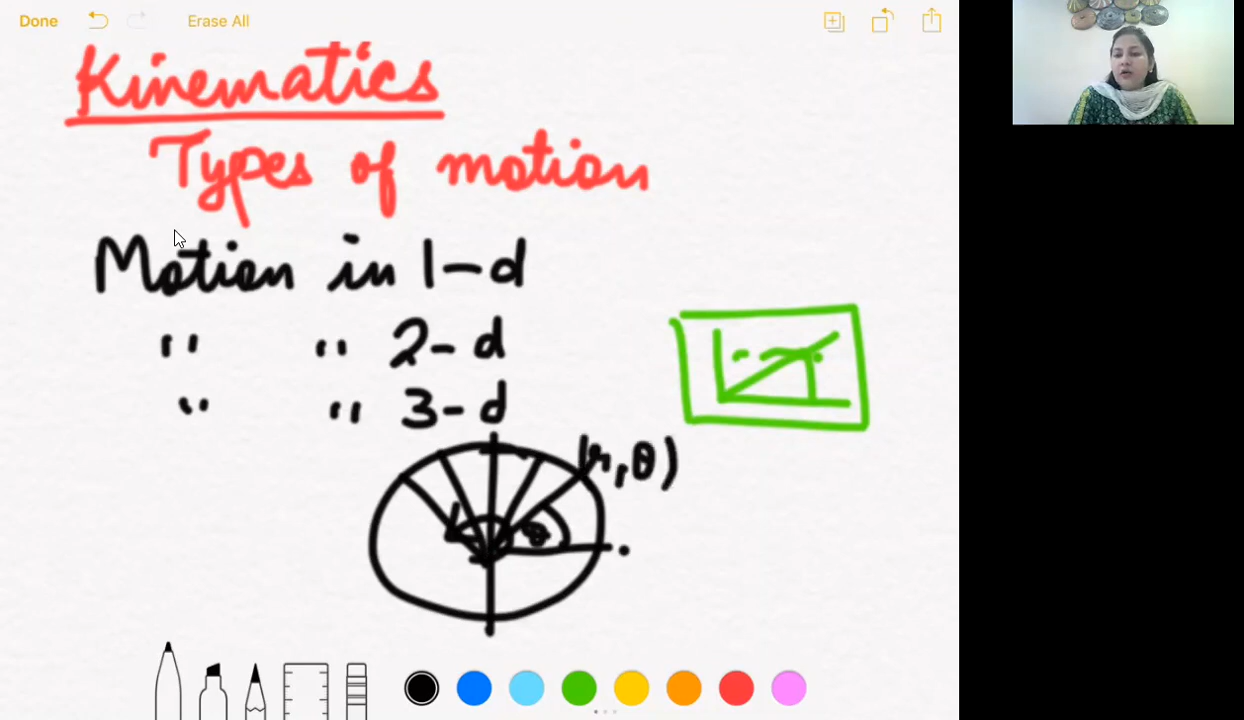 Done
Erase All
Kinematics
Types of motion
Motion in 1-d
" " 2-d
" " 3-d
(r, θ)
θ